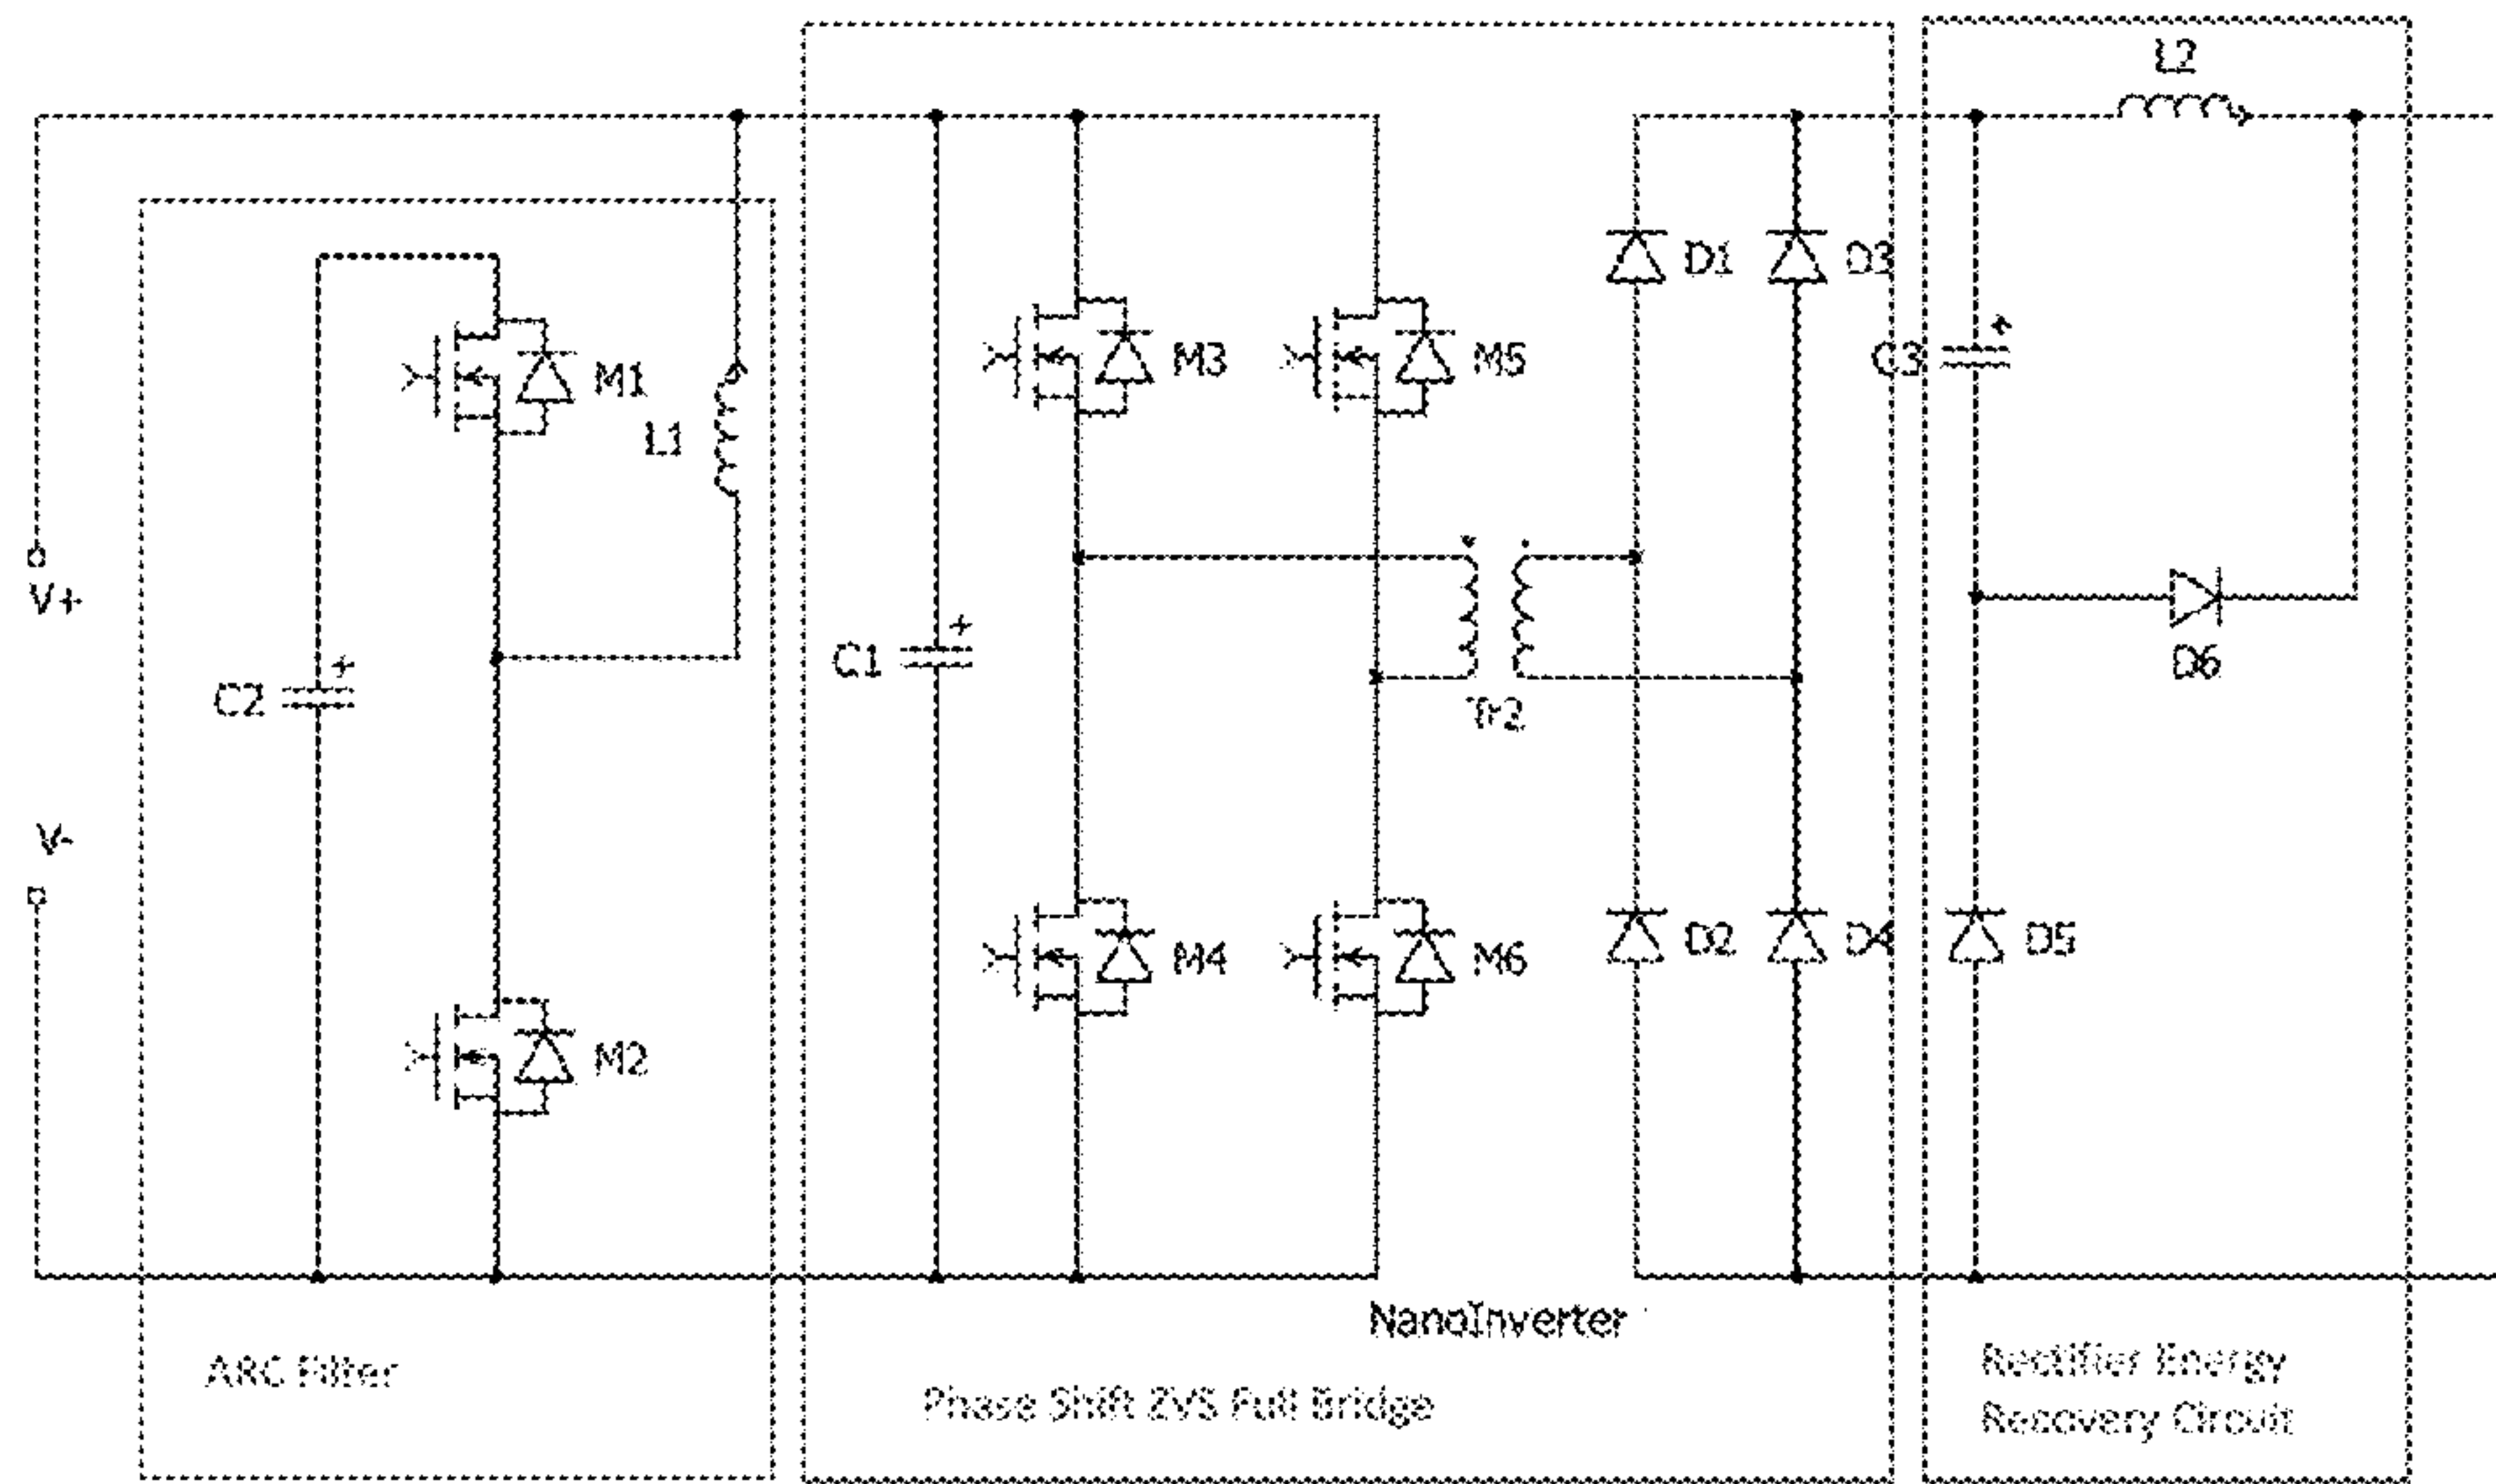 L2
D1
D3
M1
M3
M5
C3
L1
V+
C1
D6
C2
Tr2
V-
M4
M6
D2
D4
D5
M2
NanoInverter
ARC Filter
Phase Shift ZVS Full Bridge
Rectifier Energy
Recovery Circuit